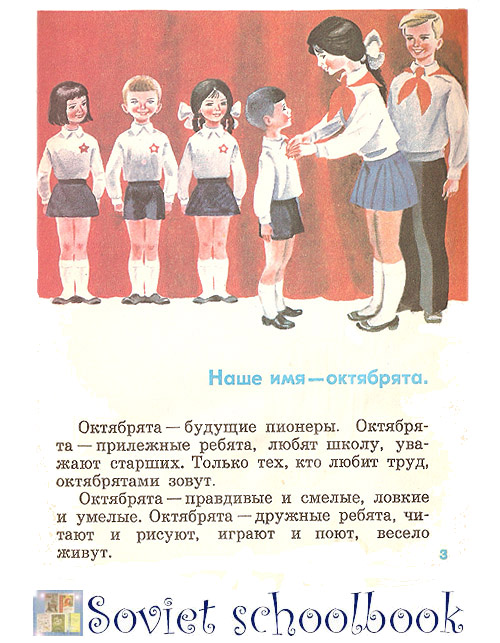 Наше имя—октябрята.
Октябрята — будущие пионеры. Октября-
та — прилежные ребята, любят школу, ува-
жают старших. Только тех, кто любит труд,
октябрятами зовут.
Октябрята — правдивые и смелые, ловкие
и умелые. Октябрята — дружные ребята, чи-
тают и рисуют, играют и поют, весело
живут.
3
Soviet schoolbook